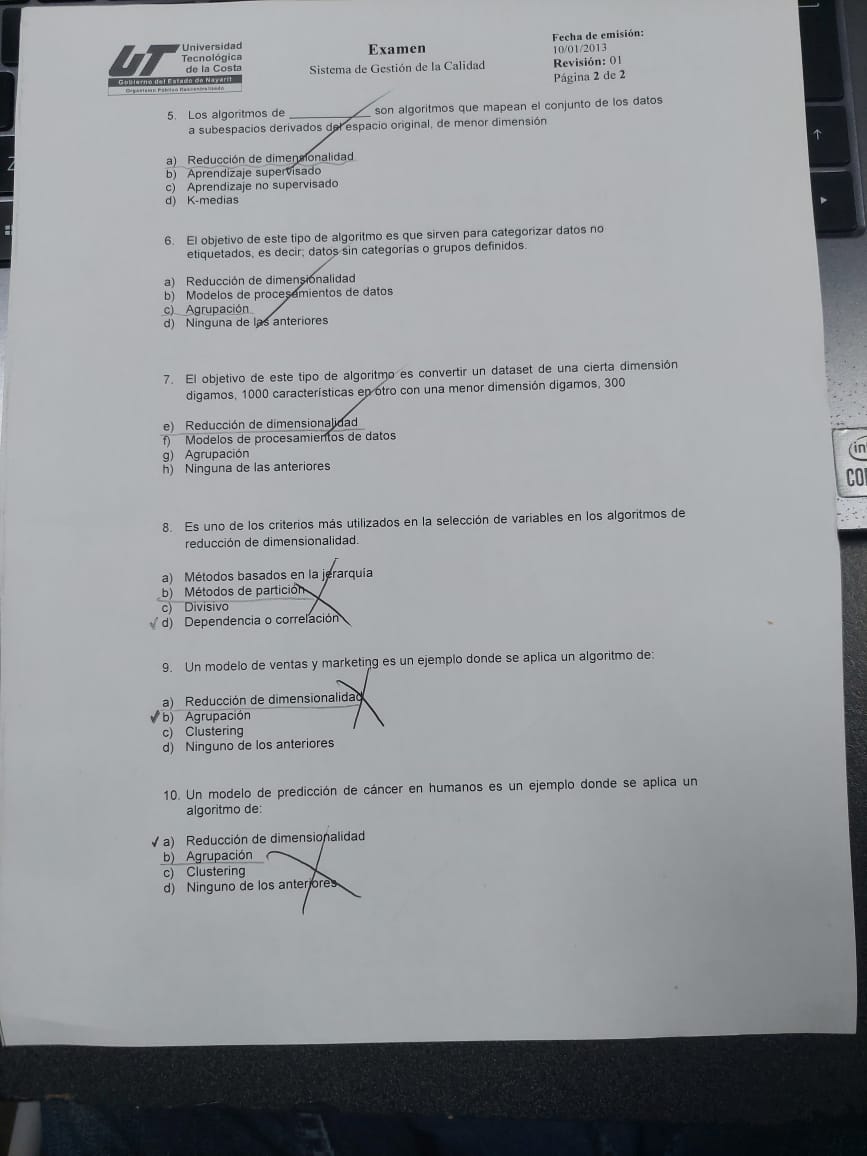 UT
Universidad
Tecnológica
de la Costa
Gobierno del Estado de Nayarit
Organismo Público Descentralizado
Examen
Sistema de Gestión de la Calidad
Fecha de emisión:
10/01/2013
Revisión: 01
Página 2 de 2
5. Los algoritmos de ____________ son algoritmos que mapean el conjunto de los datos
a subespacios derivados del espacio original, de menor dimensión
a) Reducción de dimensionalidad
b) Aprendizaje supervisado
c) Aprendizaje no supervisado
d) K-medias
6. El objetivo de este tipo de algoritmo es que sirven para categorizar datos no
etiquetados, es decir; datos sin categorías o grupos definidos.
a) Reducción de dimensionalidad
b) Modelos de procesamientos de datos
c) Agrupación
d) Ninguna de las anteriores
7. El objetivo de este tipo de algoritmo es convertir un dataset de una cierta dimensión
digamos, 1000 características en otro con una menor dimensión digamos, 300
e) Reducción de dimensionalidad
f) Modelos de procesamientos de datos
g) Agrupación
h) Ninguna de las anteriores
8. Es uno de los criterios más utilizados en la selección de variables en los algoritmos de
reducción de dimensionalidad.
a) Métodos basados en la jerarquía
b) Métodos de partición
c) Divisivo
d) Dependencia o correlación
9. Un modelo de ventas y marketing es un ejemplo donde se aplica un algoritmo de:
a) Reducción de dimensionalidad
b) Agrupación
c) Clustering
d) Ninguno de los anteriores
10. Un modelo de predicción de cáncer en humanos es un ejemplo donde se aplica un
algoritmo de:
a) Reducción de dimensionalidad
b) Agrupación
c) Clustering
d) Ninguno de los anteriores